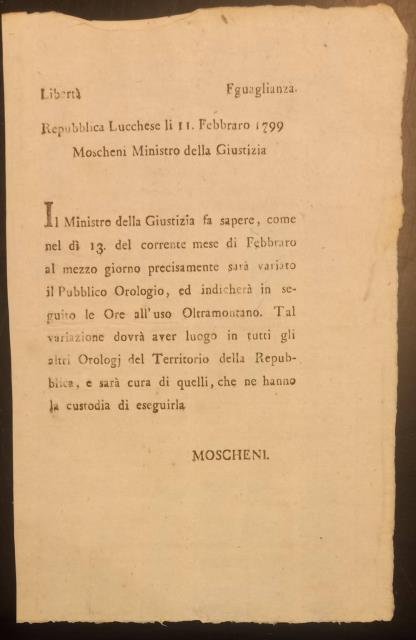 Libertà Eguaglianza.
Repubblica Lucchese li 11. Febbraro 1799
Moscheni Ministro della Giustizia
Il Ministro della Giustizia fa sapere, come
nel dì 13. del corrente mese di Febbraro
al mezzo giorno precisamente sarà variato
il Pubblico Orologio, ed indicherà in se-
guito le Ore all'uso Oltramontano. Tal
variazione dovrà aver luogo in tutti gli
altri Orologj del Territorio della Repub-
blica, e sarà cura di quelli, che ne hanno
la custodia di eseguirla
MOSCHENI.